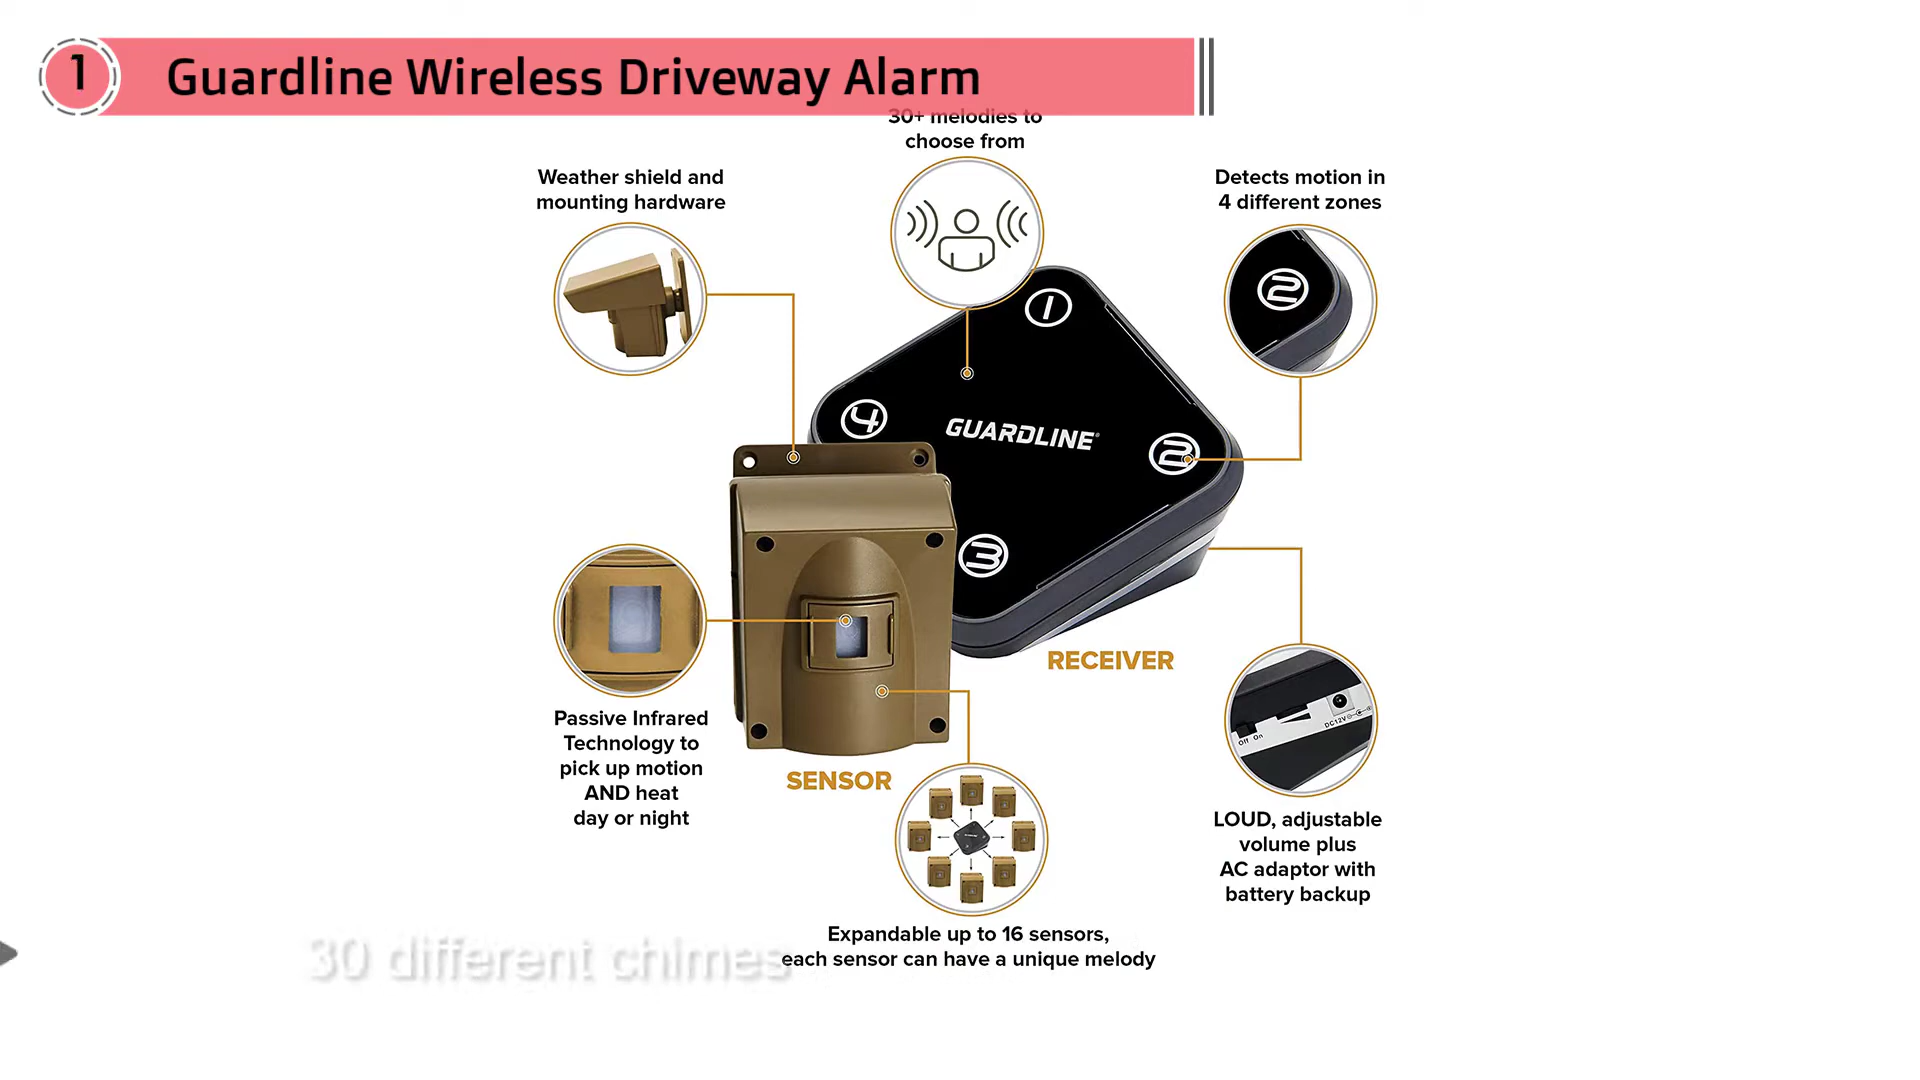 1
Guardline Wireless Driveway Alarm
30+ melodies to
choose from
Weather shield and
mounting hardware
Detects motion in
4 different zones
2
1
4
GUARDLINE®
2
3
RECEIVER
Passive Infrared
Technology to
pick up motion
AND heat
day or night
SENSOR
DC12V
Off On
LOUD, adjustable
volume plus
AC adaptor with
battery backup
Expandable up to 16 sensors,
each sensor can have a unique melody
30 different chimes